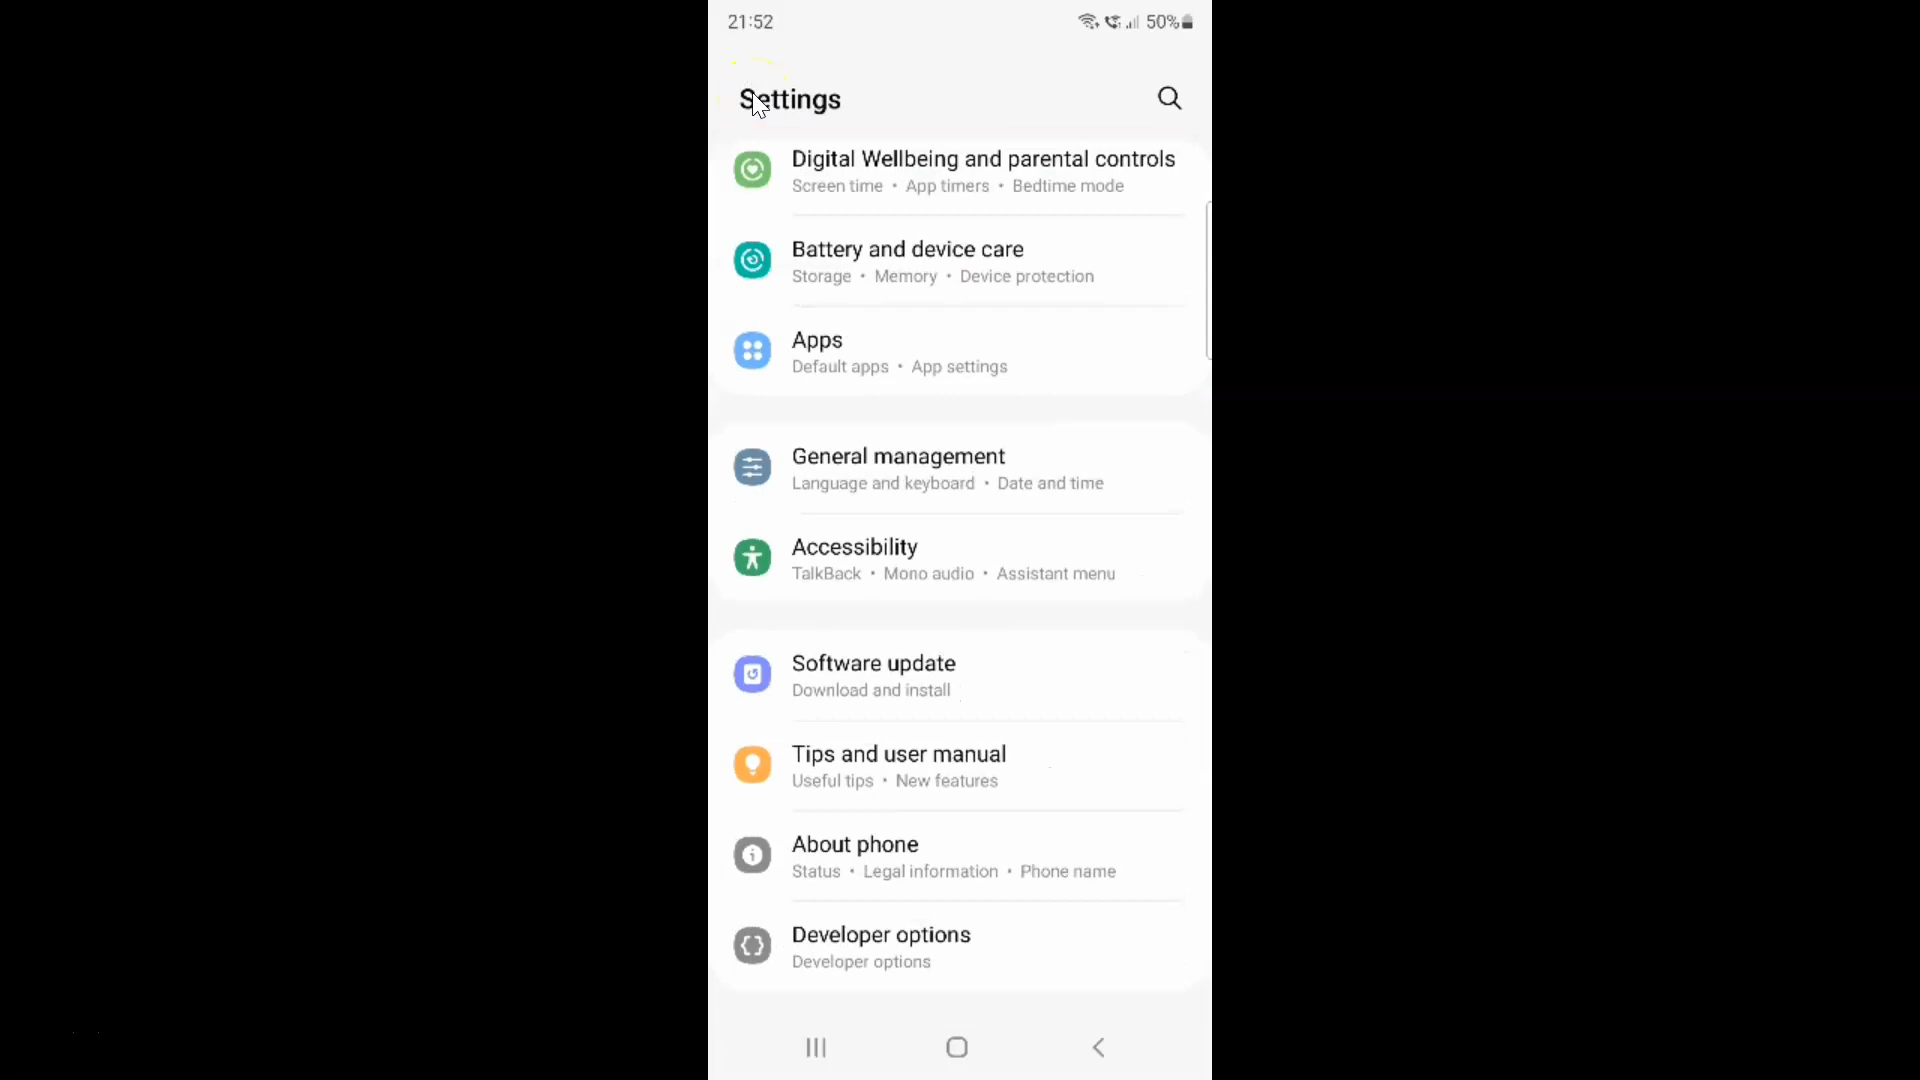 21:52 50%
Settings
Digital Wellbeing and parental controls
Screen time • App timers • Bedtime mode
Battery and device care
Storage • Memory • Device protection
Apps
Default apps • App settings
General management
Language and keyboard • Date and time
Accessibility
TalkBack • Mono audio • Assistant menu
Software update
Download and install
Tips and user manual
Useful tips • New features
About phone
Status • Legal information • Phone name
Developer options
Developer options